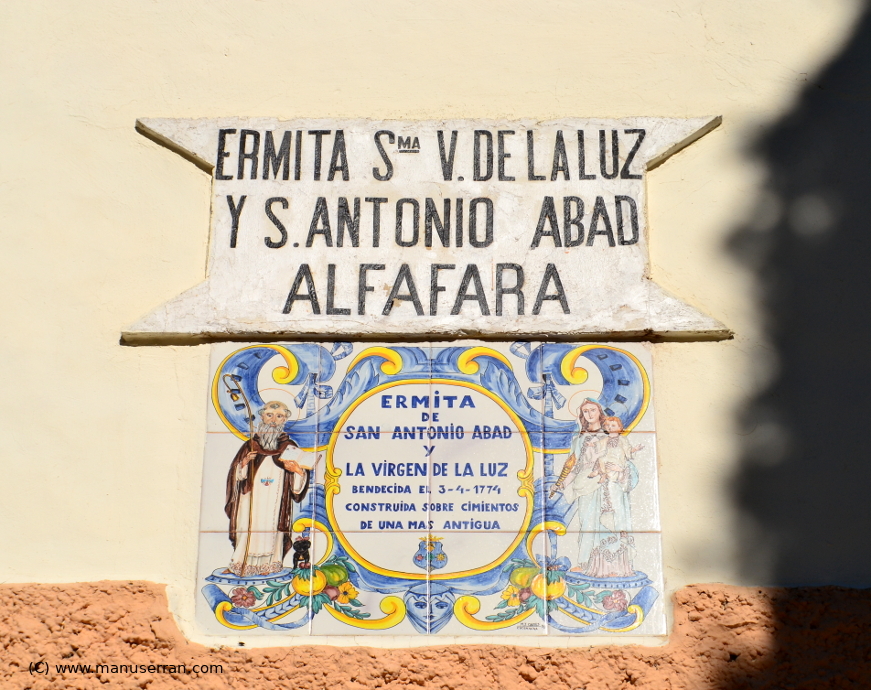 ERMITA Sᴹᴬ V. DE LA LUZ
Y S. ANTONIO ABAD
ALFAFARA
ERMITA
DE
SAN ANTONIO ABAD
Y
LA VIRGEN DE LA LUZ
BENDECIDA EL 3-4-1774
CONSTRUIDA SOBRE CIMIENTOS
DE UNA MAS ANTIGUA
(C) www.manuserran.com